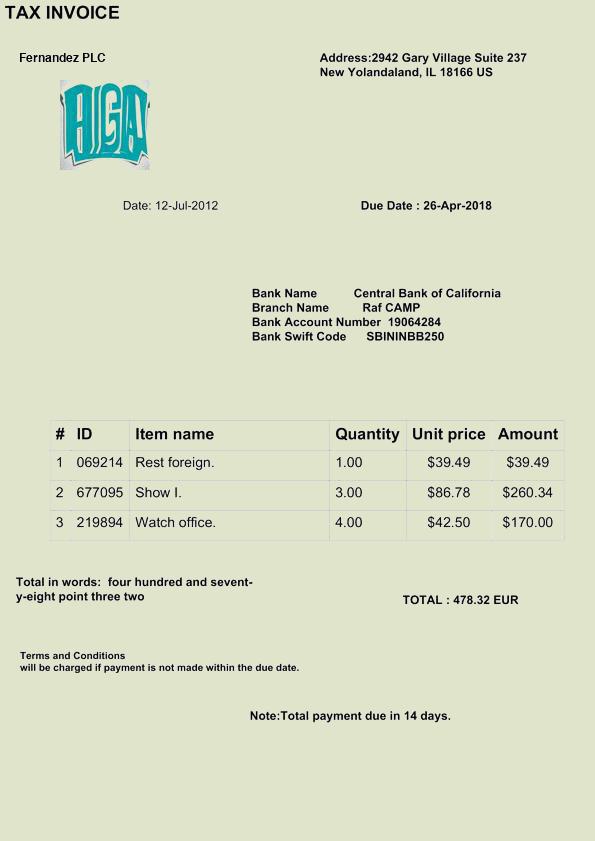 TAX INVOICE
Fernandez PLC
Address:2942 Gary Village Suite 237
New Yolandaland, IL 18166 US
AIGA
Date: 12-Jul-2012
Due Date : 26-Apr-2018
Bank Name Central Bank of California
Branch Name Raf CAMP
Bank Account Number 19064284
Bank Swift Code SBININBB250
# ID Item name Quantity Unit price Amount
1 069214 Rest foreign. 1.00 $39.49 $39.49
2 677095 Show I. 3.00 $86.78 $260.34
3 219894 Watch office. 4.00 $42.50 $170.00
Total in words: four hundred and sevent-
y-eight point three two
TOTAL : 478.32 EUR
Terms and Conditions
will be charged if payment is not made within the due date.
Note:Total payment due in 14 days.